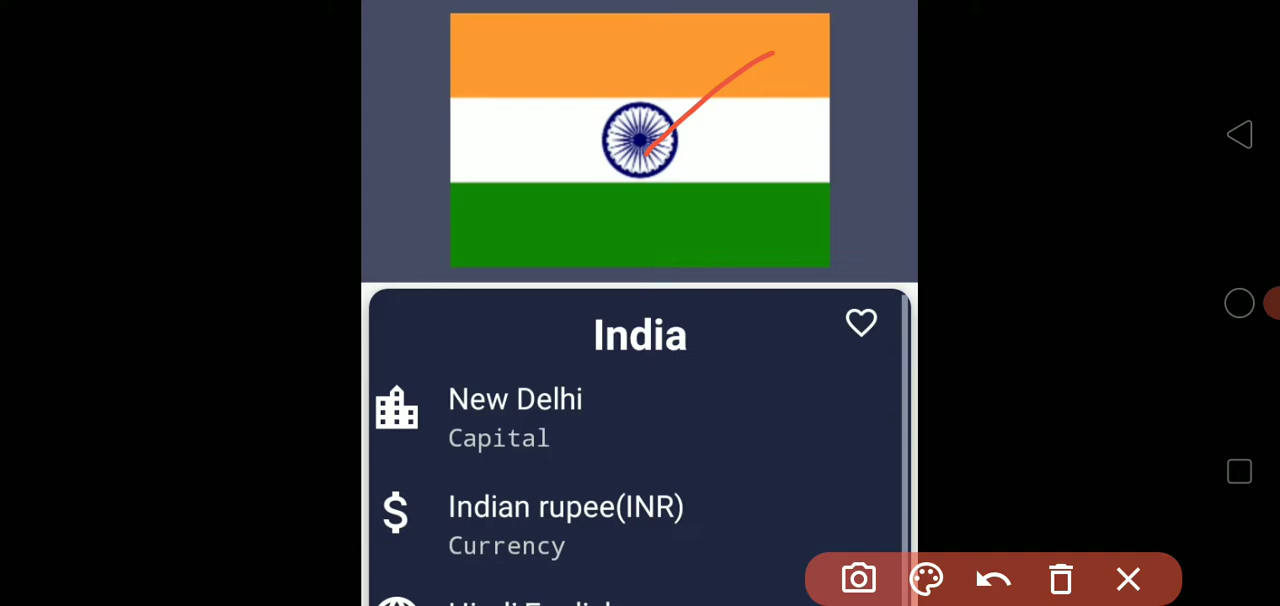 India
New Delhi
Capital
Indian rupee(INR)
Currency